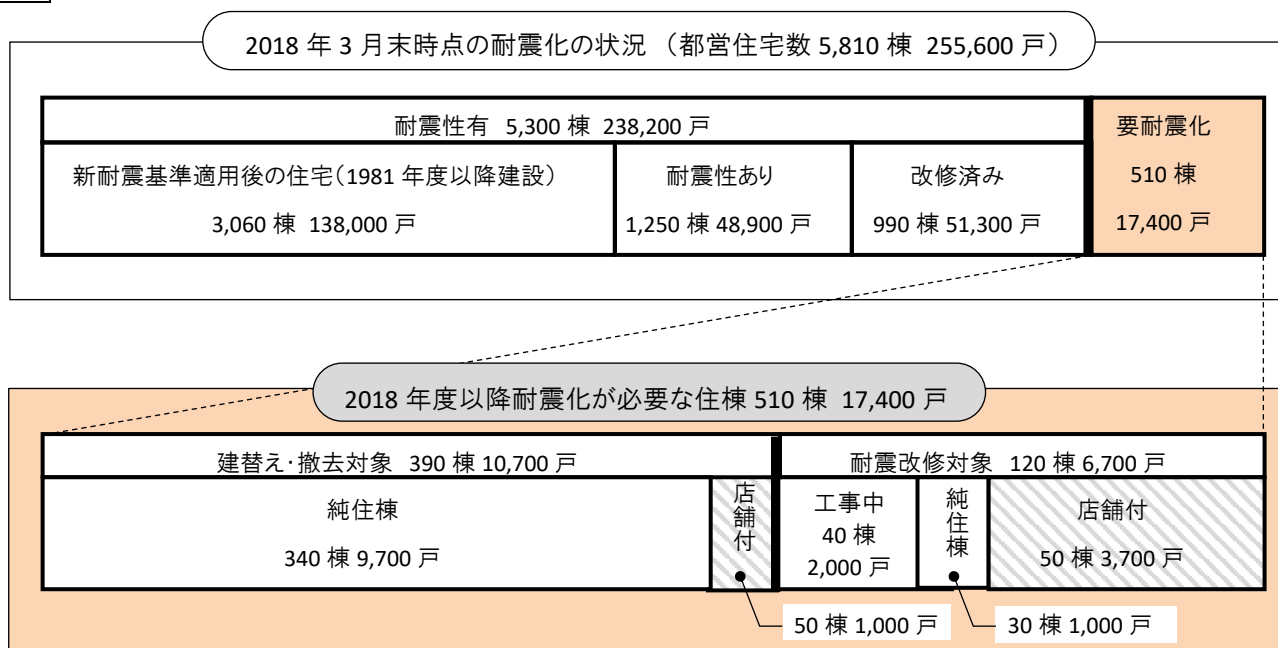 2018 年 3 月末時点の耐震化の状況 （都営住宅数 5,810 棟 255,600 戸）
耐震性有 5,300 棟 238,200 戸
要耐震化
510 棟
17,400 戸
新耐震基準適用後の住宅（1981 年度以降建設）
3,060 棟 138,000 戸
耐震性あり
1,250 棟 48,900 戸
改修済み
990 棟 51,300 戸
2018 年度以降耐震化が必要な住棟 510 棟 17,400 戸
建替え・撤去対象 390 棟 10,700 戸
耐震改修対象 120 棟 6,700 戸
純住棟
340 棟 9,700 戸
店舗付
工事中
40 棟
2,000 戸
純住棟
店舗付
50 棟 3,700 戸
50 棟 1,000 戸
30 棟 1,000 戸